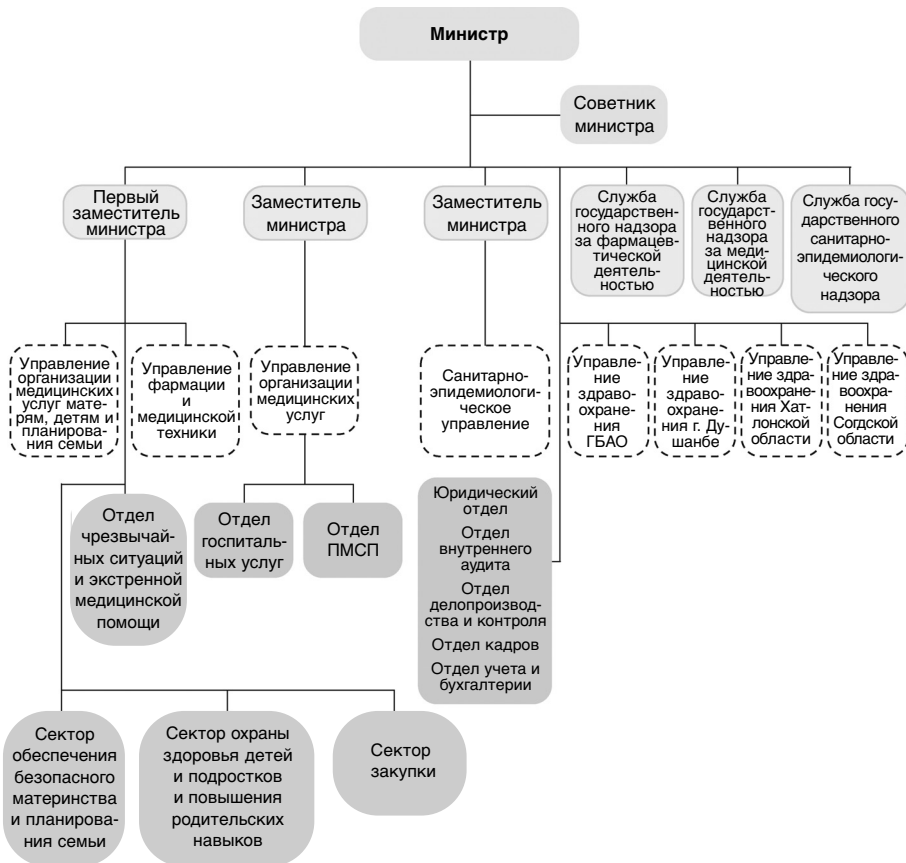 Министр
Советник
министра
Первый
заместитель
министра
Заместитель
министра
Заместитель
министра
Служба
государствен-
ного надзора
за фармацев-
тической
деятель-
ностью
Служба
государст-
венного
надзора
за меди-
цинской
деятель-
ностью
Служба госу-
дарственного
санитарно-
эпидемиологи-
ческого
надзора
Управление
организации
медицинских
услуг мате-
рям, детям и
планирова-
ния семьи
Управление
фармации
и
медицинской
техники
Управление
организации
медицинских
услуг
Санитарно-
эпидемиологи-
ческое
управление
Управле-
ние
здраво-
охранения
ГБАО
Управле-
ние
здраво-
охране-
ния г. Ду-
шанбе
Управле-
ние здра-
воохра-
нения Хат-
лонской
области
Управле-
ние здра-
воохра-
нения
Согдской
области
Юридический
отдел
Отдел
внутреннего
аудита
Отдел
делопроизвод-
ства и контроля
Отдел кадров
Отдел учета и
бухгалтерии
Отдел
чрезвычай-
ных ситуаций
и экстренной
медицинской
помощи
Отдел
госпиталь-
ных услуг
Отдел
ПМСП
Сектор
обеспечения
безопасного
материнства
и планирова-
ния семьи
Сектор охраны
здоровья детей
и подростков
и повышения
родительских
навыков
Сектор
закупки